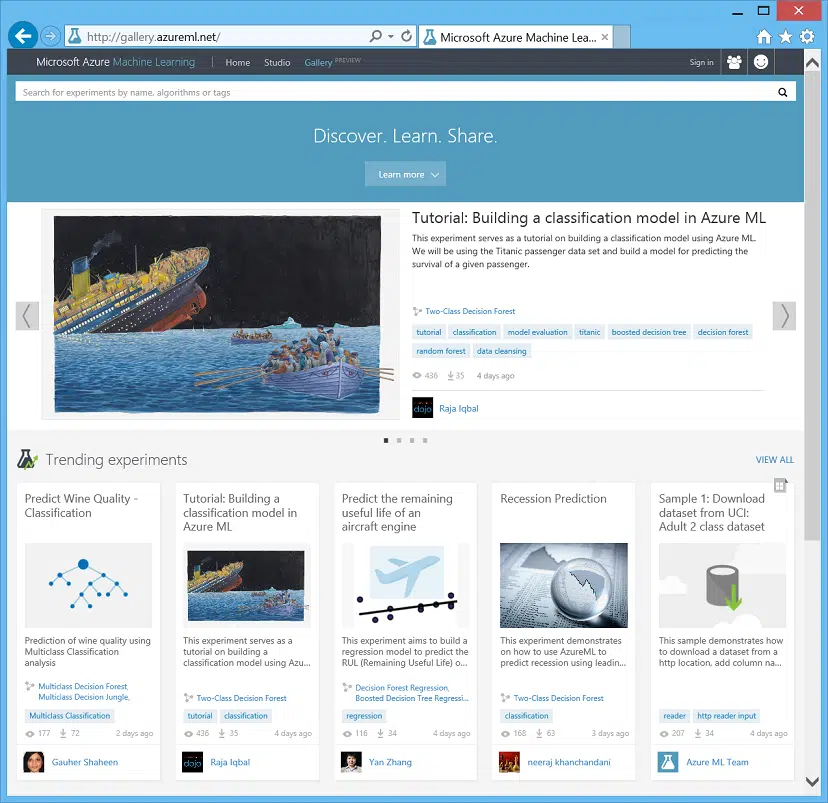 http://gallery.azureml.net/
Microsoft Azure Machine Lea...
Microsoft Azure Machine Learning | Home Studio Gallery PREVIEW Sign in
Search for experiments by name, algorithms or tags
Discover. Learn. Share.
Learn more
Tutorial: Building a classification model in Azure ML
This experiment serves as a tutorial on building a classification model using Azure ML.
We will be using the Titanic passenger data set and build a model for predicting the
survival of a given passenger.
Two-Class Decision Forest
tutorial classification model evaluation titanic boosted decision tree decision forest
random forest data cleansing
436 35 4 days ago
dojo Raja Iqbal
Trending experiments VIEW ALL
Predict Wine Quality -
Classification
Prediction of wine quality using
Multiclass Classification
analysis
Multiclass Decision Forest,
Multiclass Decision Jungle,
Multiclass Classification
177 72 2 days ago
Gauher Shaheen
Tutorial: Building a
classification model in
Azure ML
This experiment serves as a
tutorial on building a
classification model using Azu...
Two-Class Decision Forest
tutorial classification
436 35 4 days ago
dojo Raja Iqbal
Predict the remaining
useful life of an
aircraft engine
This experiment aims to build a
regression model to predict the
RUL (Remaining Useful Life) o...
Decision Forest Regression,
Boosted Decision Tree Regressi...
regression
116 34 4 days ago
Yan Zhang
Recession Prediction
This experiment demonstrates
on how to use AzureML to
predict recession using leadin...
Two-Class Decision Forest
classification
168 63 3 days ago
neeraj khanchandani
Sample 1: Download
dataset from UCI:
Adult 2 class dataset
This sample demonstrates how
to download a dataset from a
http location, add column na...
reader http reader input
207 34 4 days ago
Azure ML Team